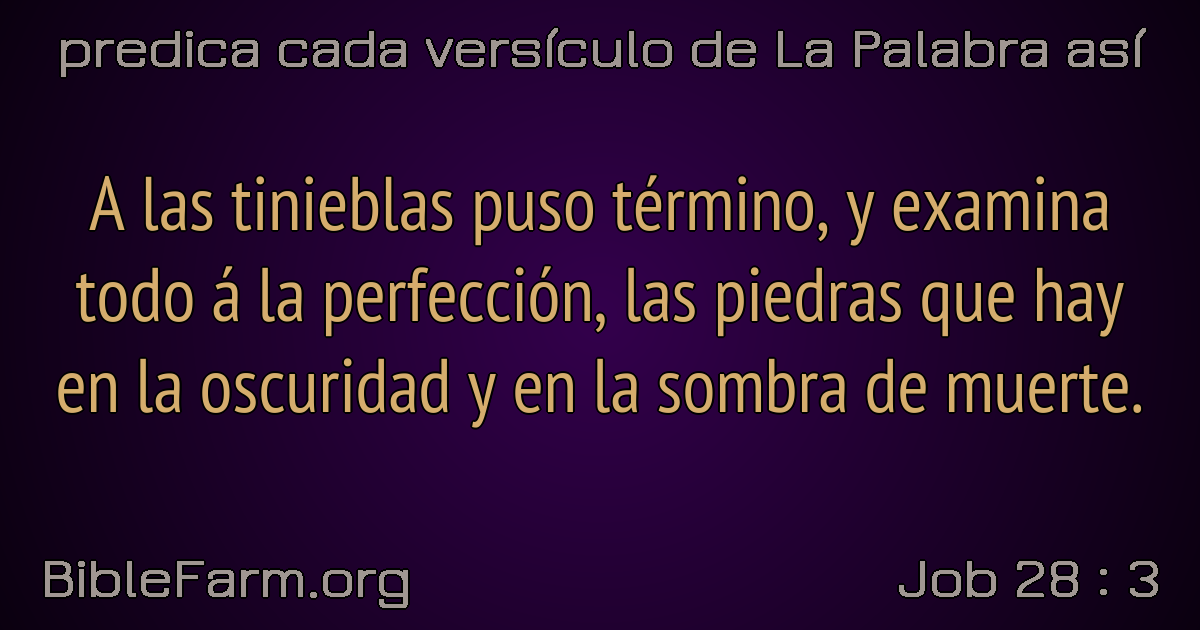 predica cada versículo de La Palabra así
A las tinieblas puso término, y examina
todo á la perfección, las piedras que hay
en la oscuridad y en la sombra de muerte.
BibleFarm.org
Job 28 : 3